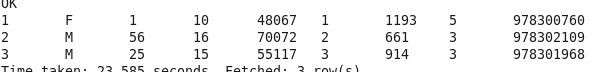 OK
1 F 1 10 48067 1 1193 5 978300760
2 M 56 16 70072 2 661 3 978302109
3 M 25 15 55117 3 914 3 978301968
Time taken: 23.585 seconds, Fetched: 3 row(s)